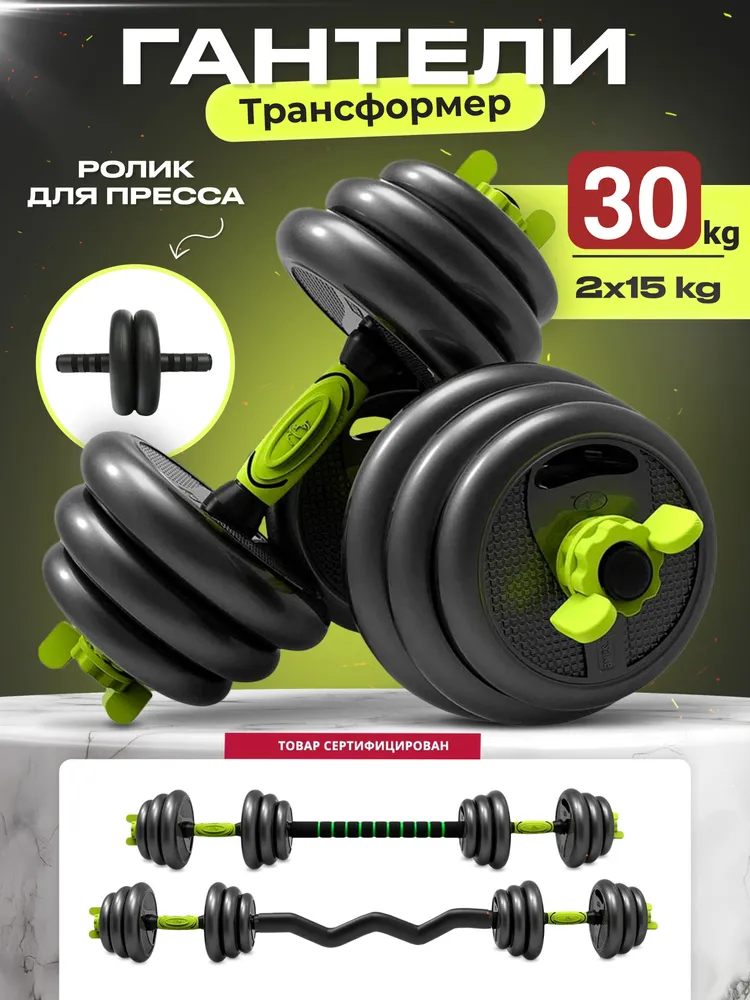 ГАНТЕЛИ
Трансформер
РОЛИК
ДЛЯ ПРЕССА
30 kg
2x15 kg
ТОВАР СЕРТИФИЦИРОВАН